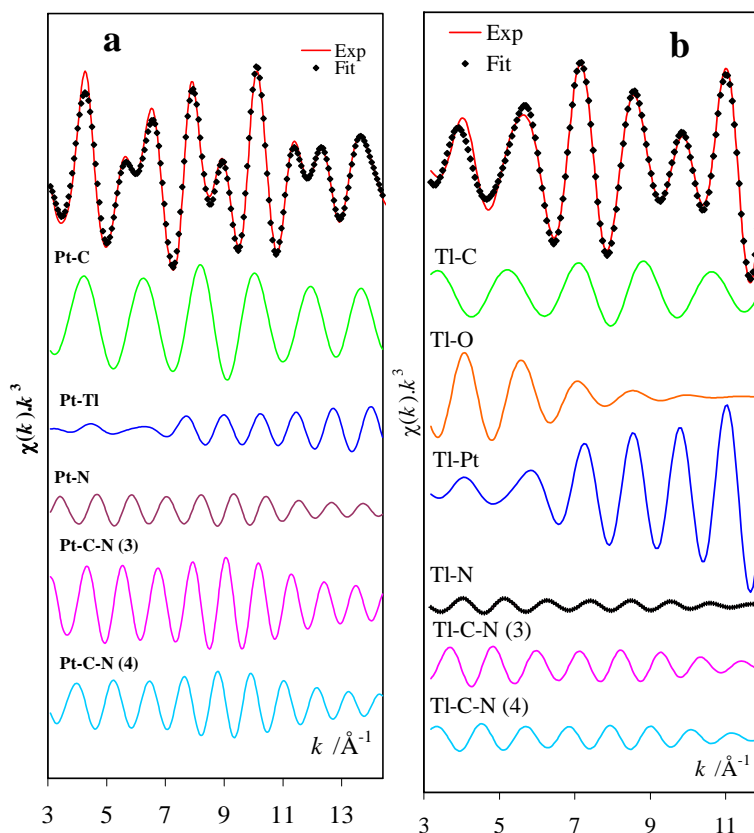 a
Exp
Fit
Pt-C
Pt-Tl
Pt-N
Pt-C-N (3)
Pt-C-N (4)
χ(k).k³
k /Å⁻¹
3 5 7 9 11 13
b
Exp
Fit
Tl-C
Tl-O
Tl-Pt
Tl-N
Tl-C-N (3)
Tl-C-N (4)
χ(k).k³
k /Å⁻¹
3 5 7 9 11